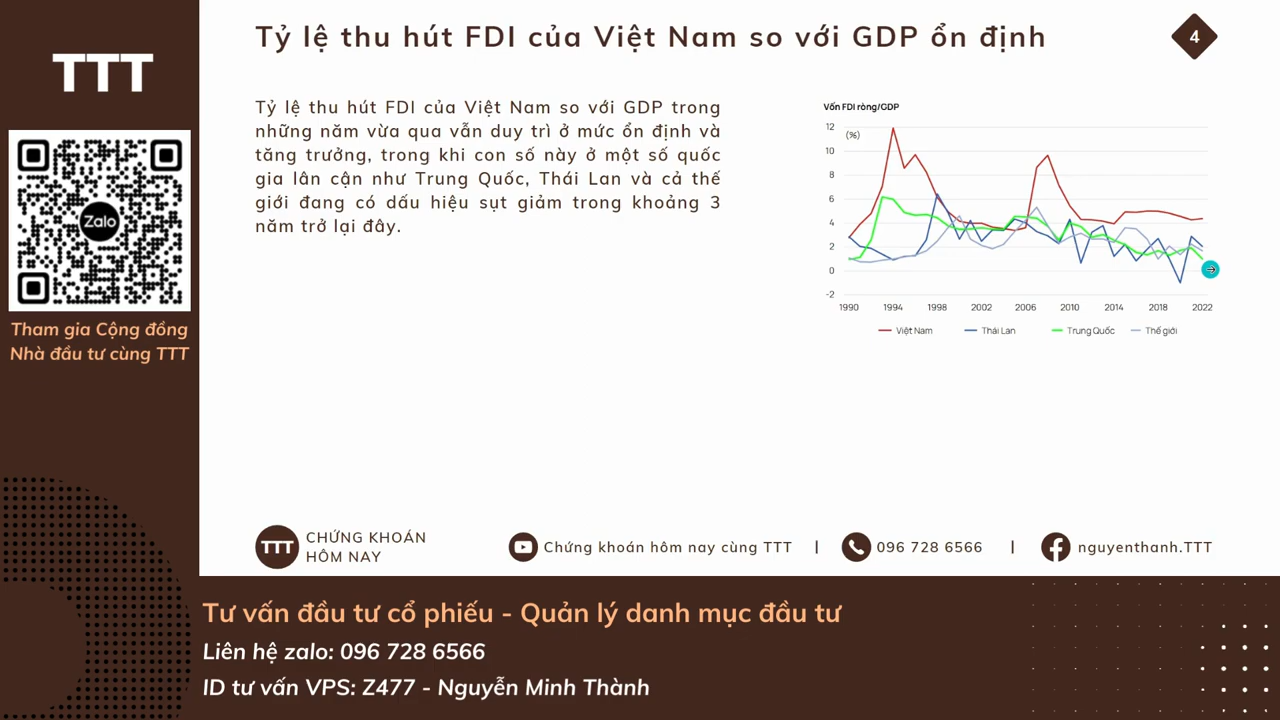 TTT
Zalo
Tham gia Cộng đồng
Nhà đầu tư cùng TTT
Tỷ lệ thu hút FDI của Việt Nam so với GDP ổn định
4
Tỷ lệ thu hút FDI của Việt Nam so với GDP trong
những năm vừa qua vẫn duy trì ở mức ổn định và
tăng trưởng, trong khi con số này ở một số quốc
gia lân cận như Trung Quốc, Thái Lan và cả thế
giới đang có dấu hiệu sụt giảm trong khoảng 3
năm trở lại đây.
Vốn FDI ròng/GDP
(%)
12
10
8
6
4
2
0
-2
1990 1994 1998 2002 2006 2010 2014 2018 2022
Việt Nam Thái Lan Trung Quốc Thế giới
TTT CHỨNG KHOÁN
HÔM NAY
Chứng khoán hôm nay cùng TTT | 096 728 6566 | nguyenthanh.TTT
Tư vấn đầu tư cổ phiếu - Quản lý danh mục đầu tư
Liên hệ zalo: 096 728 6566
ID tư vấn VPS: Z477 - Nguyễn Minh Thành